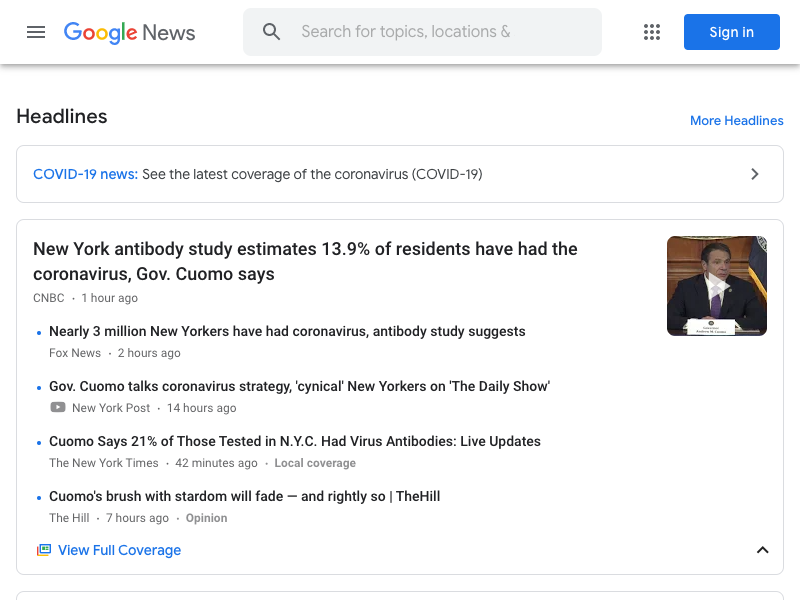 Google News
Search for topics, locations &
Sign in
Headlines
More Headlines
COVID-19 news: See the latest coverage of the coronavirus (COVID-19)
New York antibody study estimates 13.9% of residents have had the
coronavirus, Gov. Cuomo says
CNBC · 1 hour ago
Nearly 3 million New Yorkers have had coronavirus, antibody study suggests
Fox News · 2 hours ago
Gov. Cuomo talks coronavirus strategy, 'cynical' New Yorkers on 'The Daily Show'
New York Post · 14 hours ago
Cuomo Says 21% of Those Tested in N.Y.C. Had Virus Antibodies: Live Updates
The New York Times · 42 minutes ago · Local coverage
Cuomo's brush with stardom will fade — and rightly so | TheHill
The Hill · 7 hours ago · Opinion
View Full Coverage